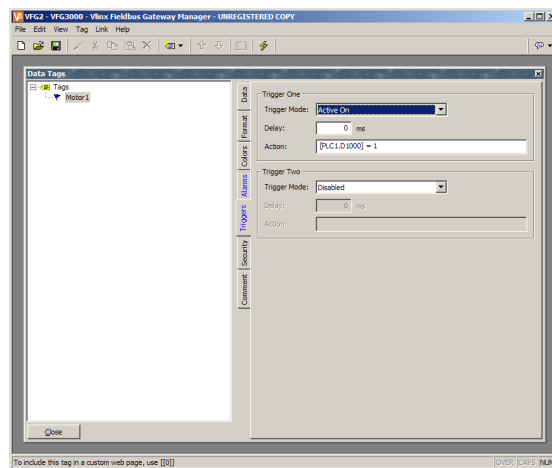 VFG2 - VFG3000 - Vlinx Fieldbus Gateway Manager - UNREGISTERED COPY
File Edit View Tag Link Help
Data Tags
Tags
Motor1
Data
Format
Colors
Alarms
Triggers
Security
Comment
Trigger One
Trigger Mode: Active On
Delay: 0 ms
Action: [PLC1.D1000] = 1
Trigger Two
Trigger Mode: Disabled
Delay: 0 ms
Action:
Close
To include this tag in a custom web page, use [[0]]
OVER CAPS NUM